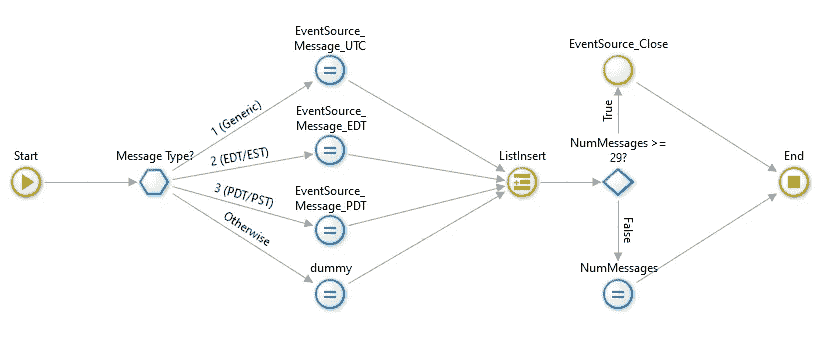 EventSource_
Message_UTC
EventSource_Close
1 (Generic)
True
EventSource_
Message_EDT
NumMessages >=
29?
Start
Message Type?
2 (EDT/EST)
ListInsert
End
3 (PDT/PST)
EventSource_
Message_PDT
Otherwise
False
dummy
NumMessages